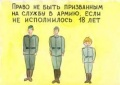 ПРАВО НЕ БЫТЬ ПРИЗВАННЫМ
НА СЛУЖБУ В АРМИЮ, ЕСЛИ
НЕ ИСПОЛНИЛОСЬ 18 ЛЕТ